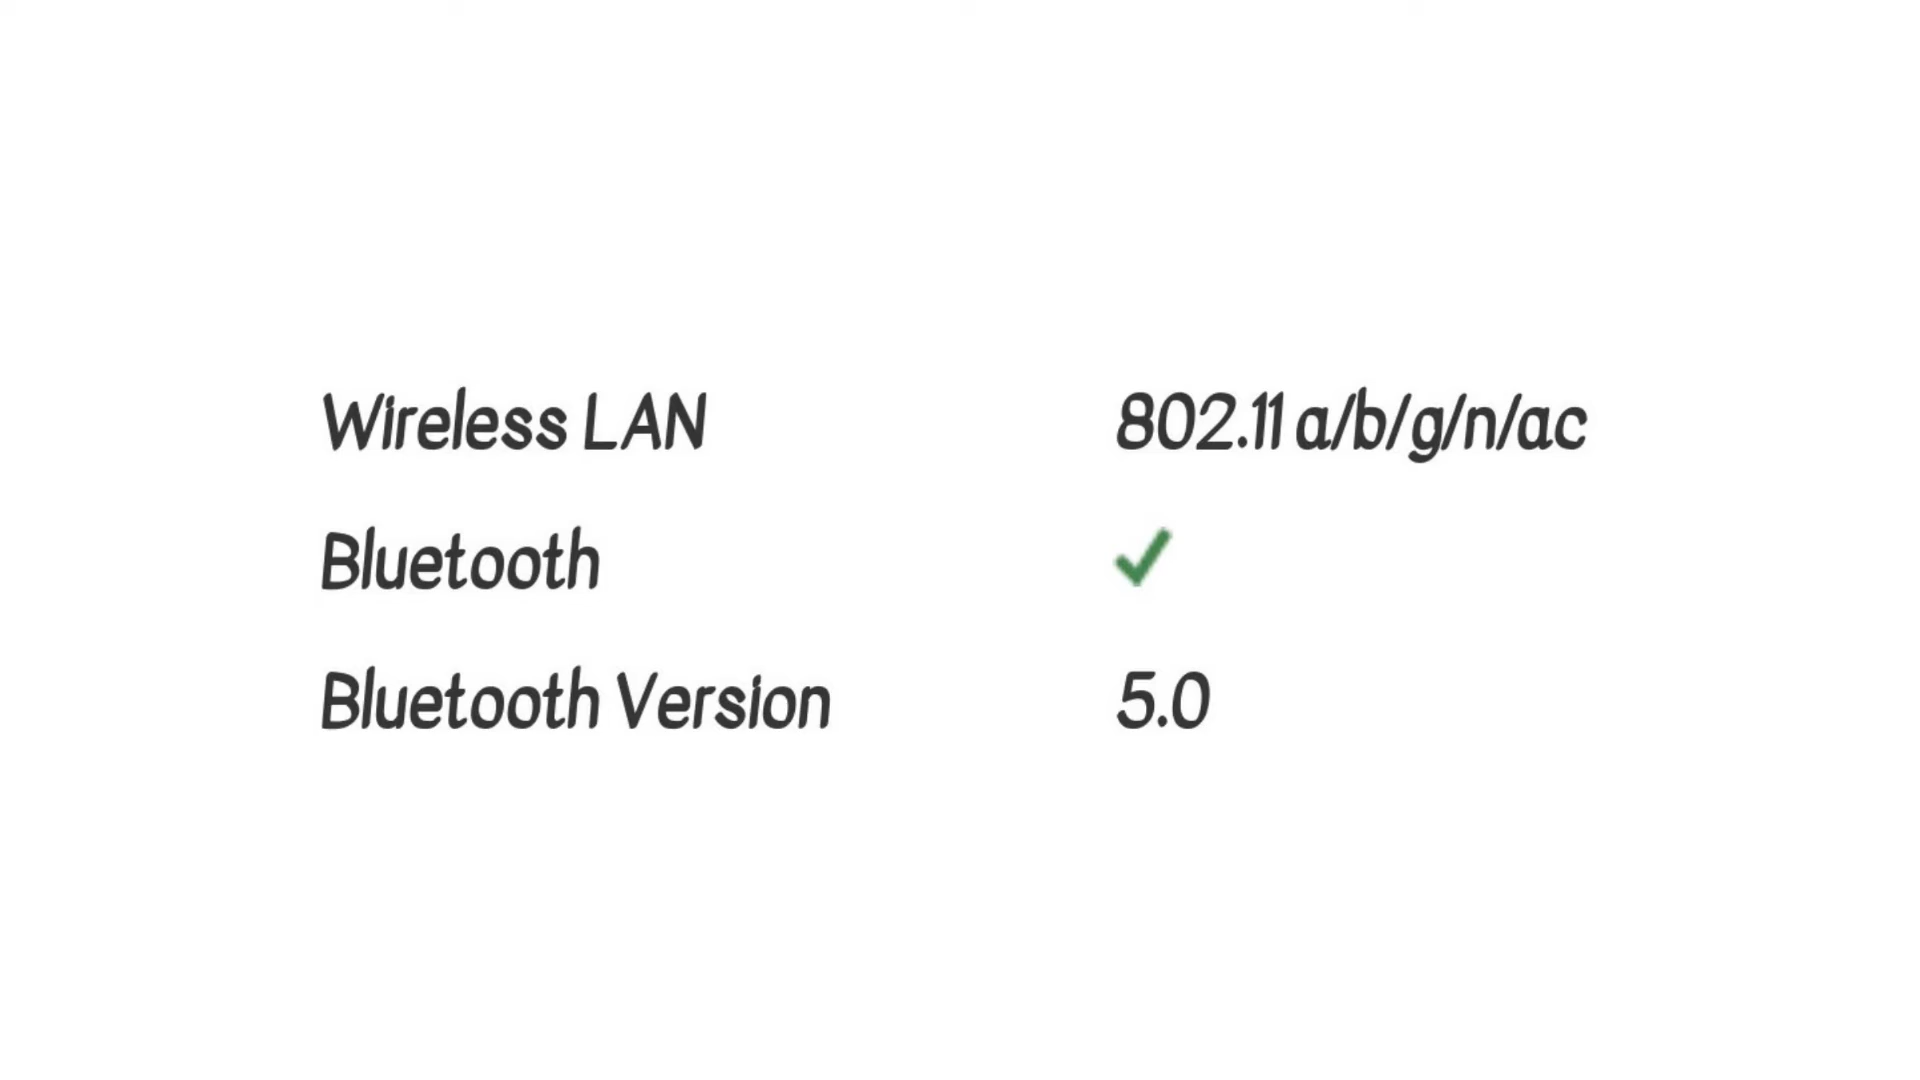 Wireless LAN 802.11 a/b/g/n/ac
Bluetooth ✓
Bluetooth Version 5.0